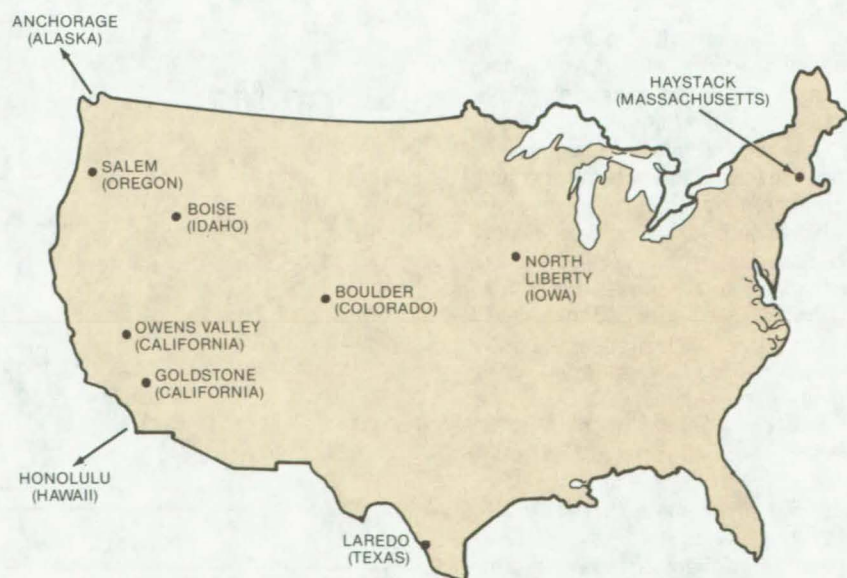 ANCHORAGE
(ALASKA)
HAYSTACK
(MASSACHUSETTS)
SALEM
(OREGON)
BOISE
(IDAHO)
NORTH
LIBERTY
(IOWA)
BOULDER
(COLORADO)
OWENS VALLEY
(CALIFORNIA)
GOLDSTONE
(CALIFORNIA)
HONOLULU
(HAWAII)
LAREDO
(TEXAS)